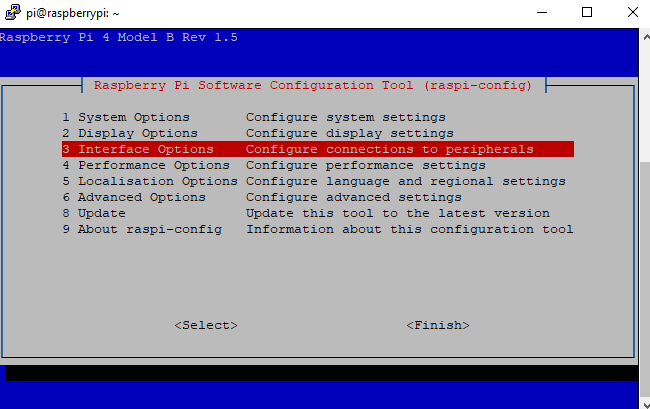 pi@raspberrypi: ~
Raspberry Pi 4 Model B Rev 1.5
Raspberry Pi Software Configuration Tool (raspi-config)
1 System Options Configure system settings
2 Display Options Configure display settings
3 Interface Options Configure connections to peripherals
4 Performance Options Configure performance settings
5 Localisation Options Configure language and regional settings
6 Advanced Options Configure advanced settings
8 Update Update this tool to the latest version
9 About raspi-config Information about this configuration tool
<Select> <Finish>